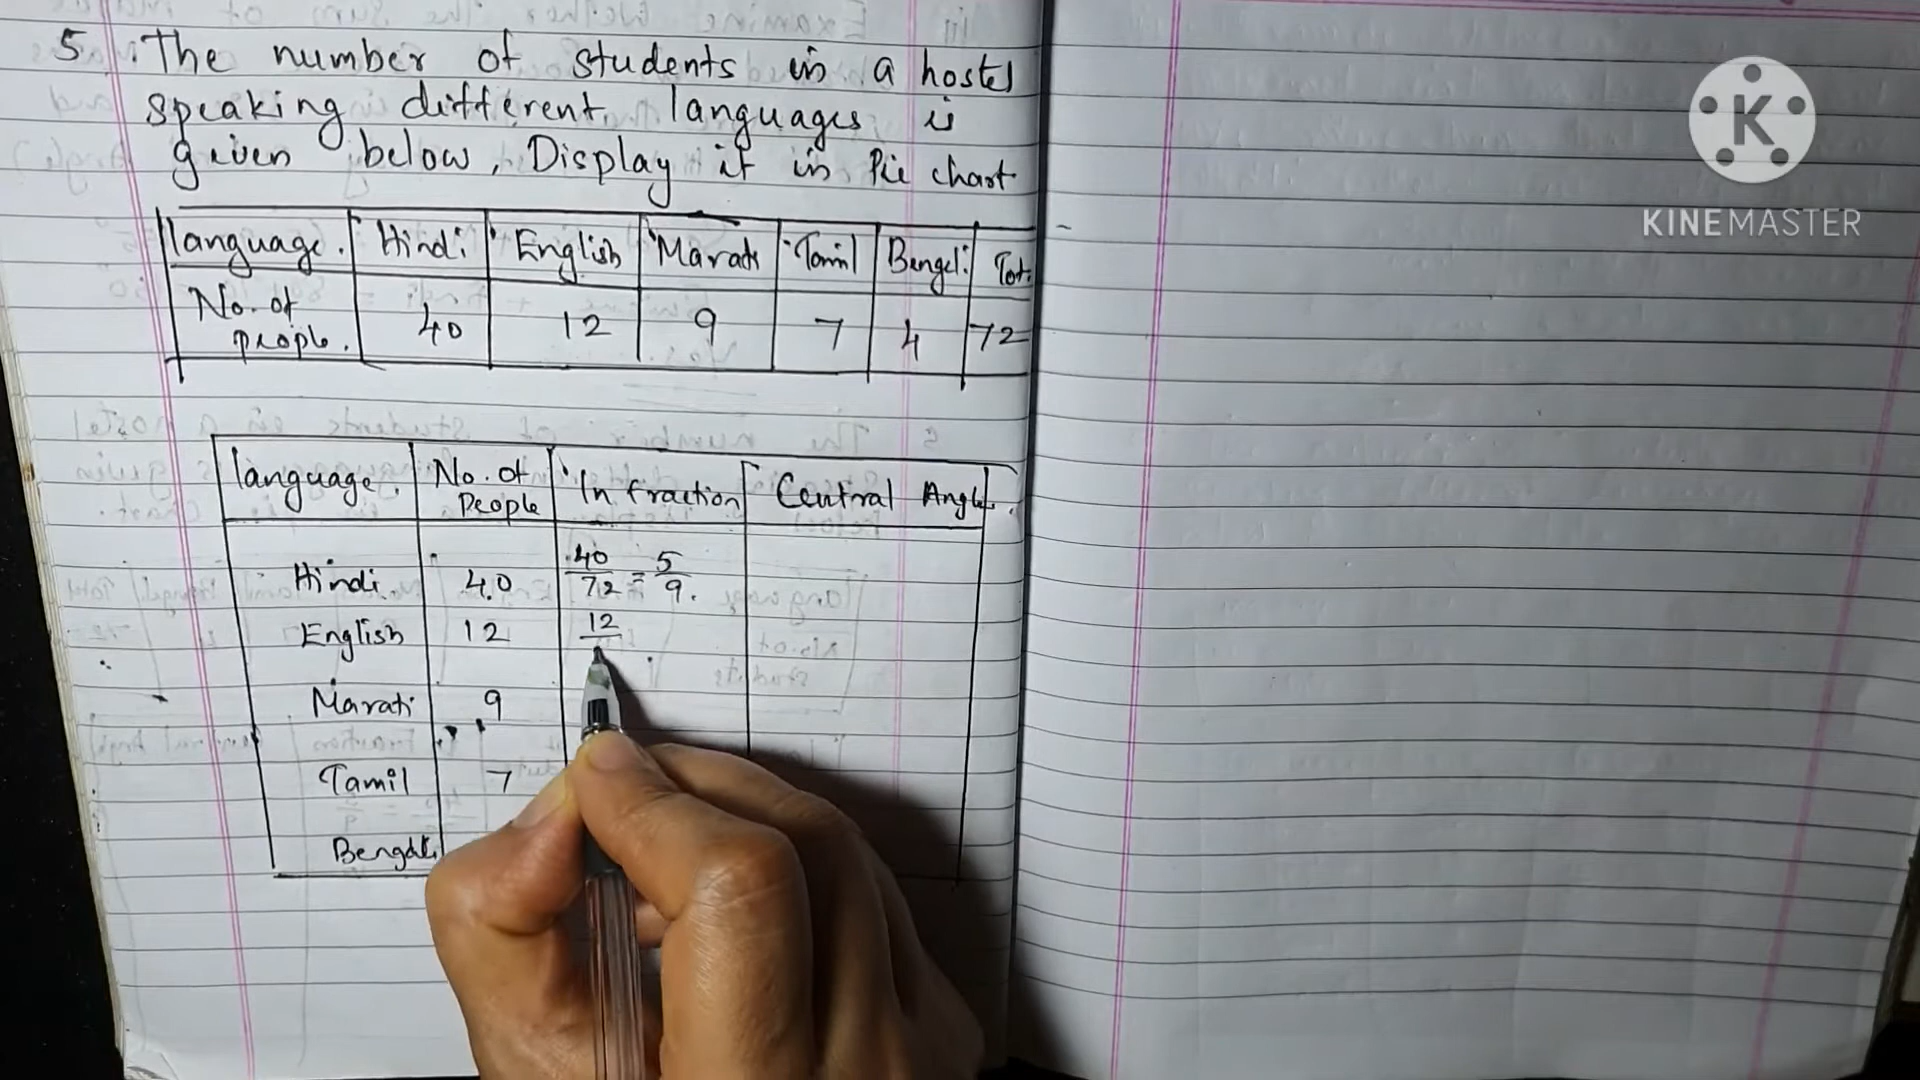 5. The number of students in a hostel
speaking different languages is
given below, Display it in Pie chart
language. Hindi English Marati Tamil Bengali Tot.
No. of people. 40 12 9 7 4 72
language. No. of People In fraction Central Angle.
Hindi 40 40/72 = 5/9.
English 12 12
Marati 9
Tamil 7
Bengali
K
KINEMASTER